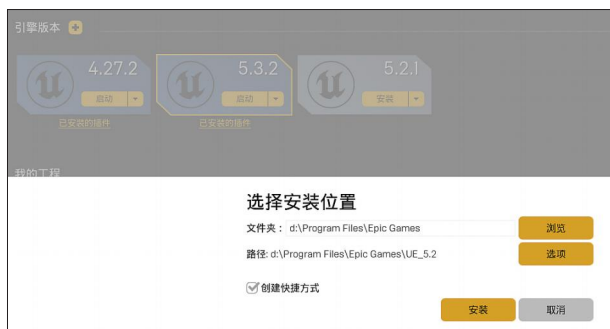 引擎版本
4.27.2
启动
已安装的插件
5.3.2
启动
已安装的插件
5.2.1
安装
我的工程
选择安装位置
文件夹： d:\Program Files\Epic Games
浏览
路径: d:\Program Files\Epic Games\UE_5.2
选项
创建快捷方式
安装
取消